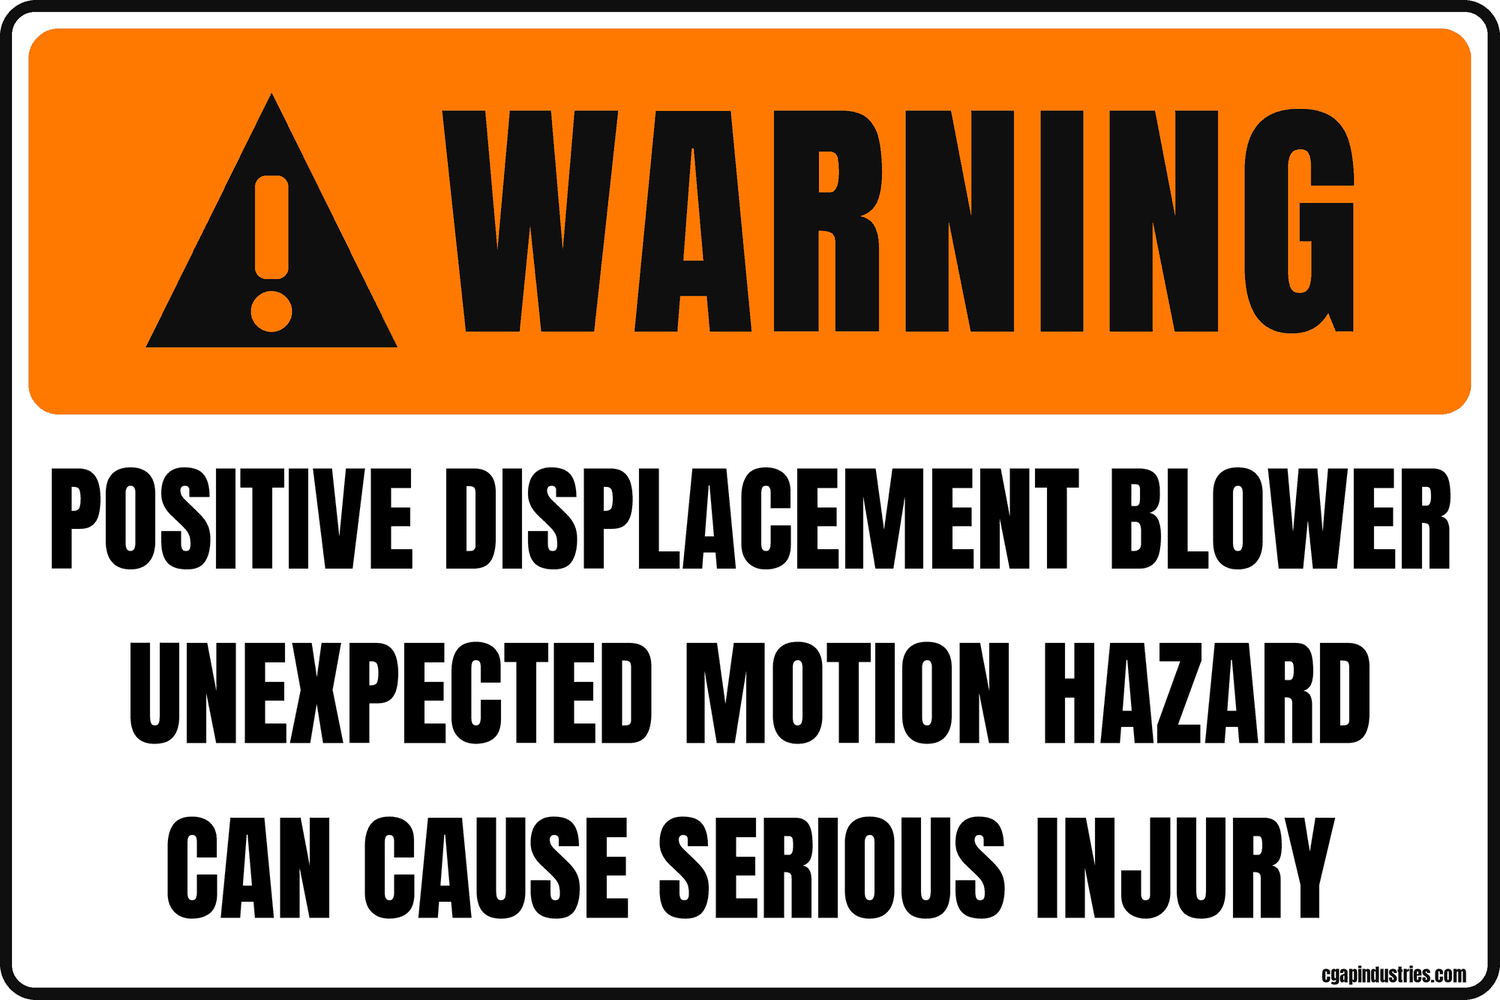 WARNING
POSITIVE DISPLACEMENT BLOWER
UNEXPECTED MOTION HAZARD
CAN CAUSE SERIOUS INJURY
cgapindustries.com